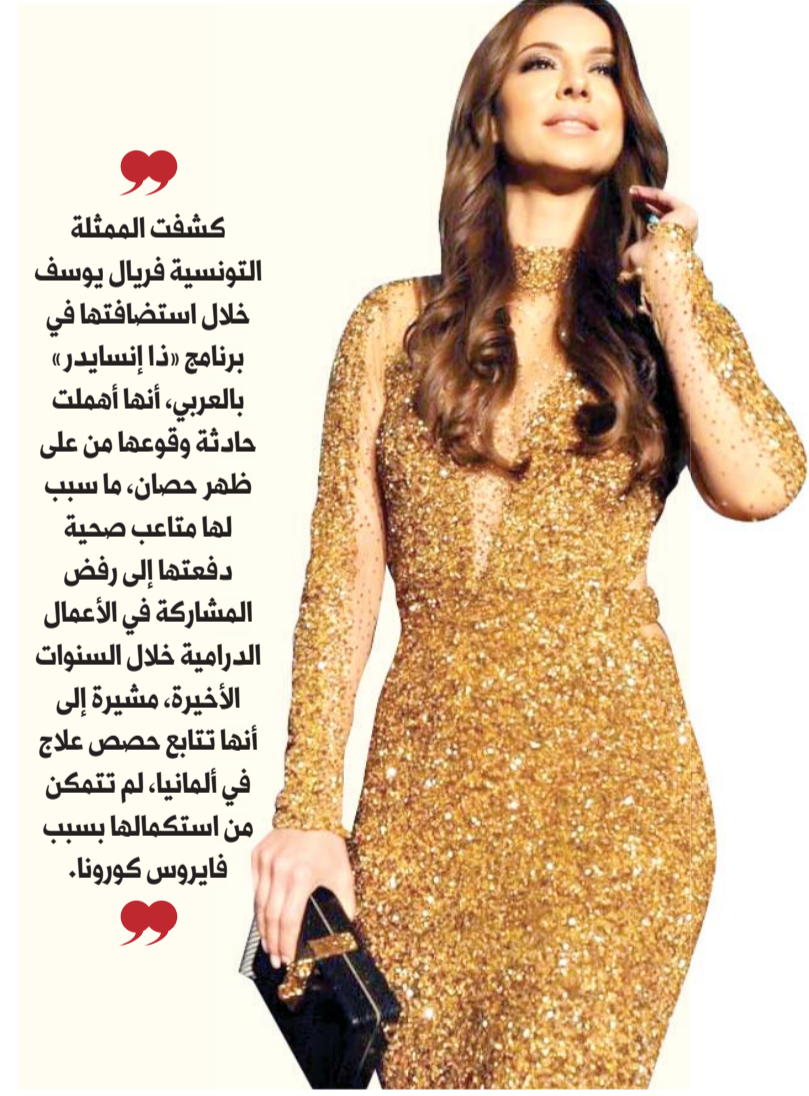 كشفت الممثلة
التونسية فريال يوسف
خلال استضافتها في
برنامج «ذا إنسايدر»
بالعربي، أنها أهملت
حادثة وقوعها من على
ظهر حصان، ما سبب
لها متاعب صحية
دفعتها إلى رفض
المشاركة في الأعمال
الدرامية خلال السنوات
الأخيرة، مشيرة إلى
أنها تتابع حصص علاج
في ألمانيا، لم تتمكن
من استكمالها بسبب
فايروس كورونا.